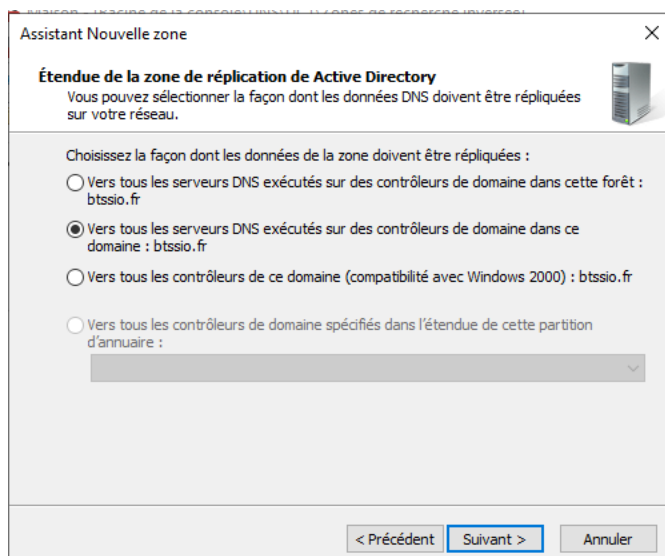 Assistant Nouvelle zone
Étendue de la zone de réplication de Active Directory
Vous pouvez sélectionner la façon dont les données DNS doivent être répliquées
sur votre réseau.
Choisissez la façon dont les données de la zone doivent être répliquées :
Vers tous les serveurs DNS exécutés sur des contrôleurs de domaine dans cette forêt :
btssio.fr
Vers tous les serveurs DNS exécutés sur des contrôleurs de domaine dans ce
domaine : btssio.fr
Vers tous les contrôleurs de ce domaine (compatibilité avec Windows 2000) : btssio.fr
Vers tous les contrôleurs de domaine spécifiés dans l'étendue de cette partition
d'annuaire :
< Précédent Suivant > Annuler